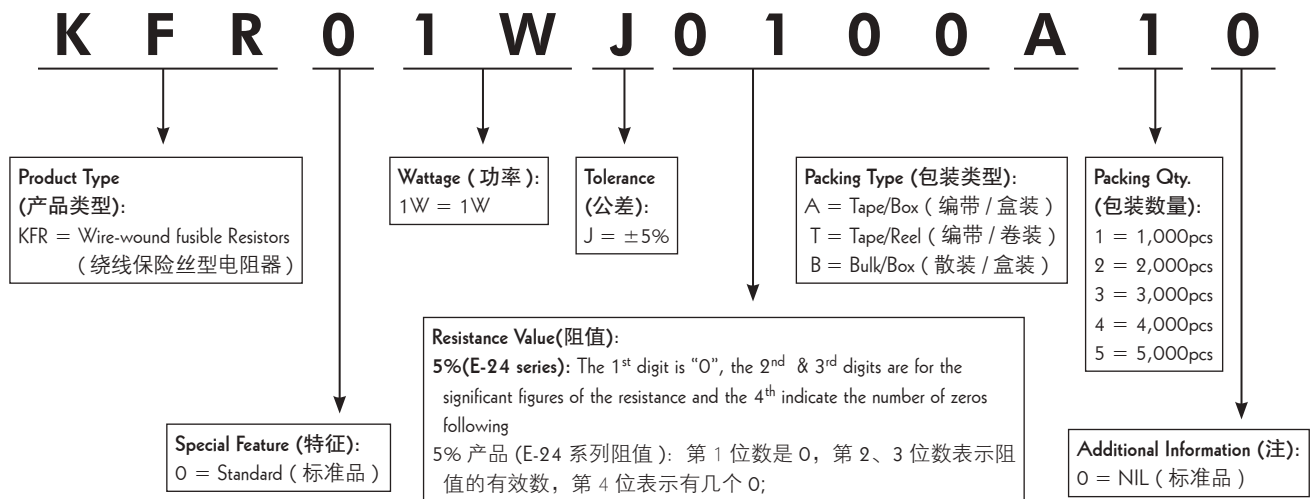 K F R 0 1 W J 0 1 0 0 A 1 0
Product Type
(产品类型):
KFR = Wire-wound fusible Resistors
(绕线保险丝型电阻器)
Wattage (功率):
1W = 1W
Tolerance
(公差):
J = ±5%
Packing Type (包装类型):
A = Tape/Box (编带 / 盒装)
T = Tape/Reel (编带 / 卷装)
B = Bulk/Box (散装 / 盒装)
Packing Qty.
(包装数量):
1 = 1,000pcs
2 = 2,000pcs
3 = 3,000pcs
4 = 4,000pcs
5 = 5,000pcs
Special Feature (特征):
0 = Standard (标准品)
Resistance Value(阻值):
5%(E-24 series): The 1st digit is “0”, the 2nd & 3rd digits are for the
significant figures of the resistance and the 4th indicate the number of zeros
following
5% 产品 (E-24 系列阻值): 第 1 位数是 0，第 2、3 位数表示阻
值的有效数，第 4 位表示有几个 0;
Additional Information (注):
0 = NIL (标准品)